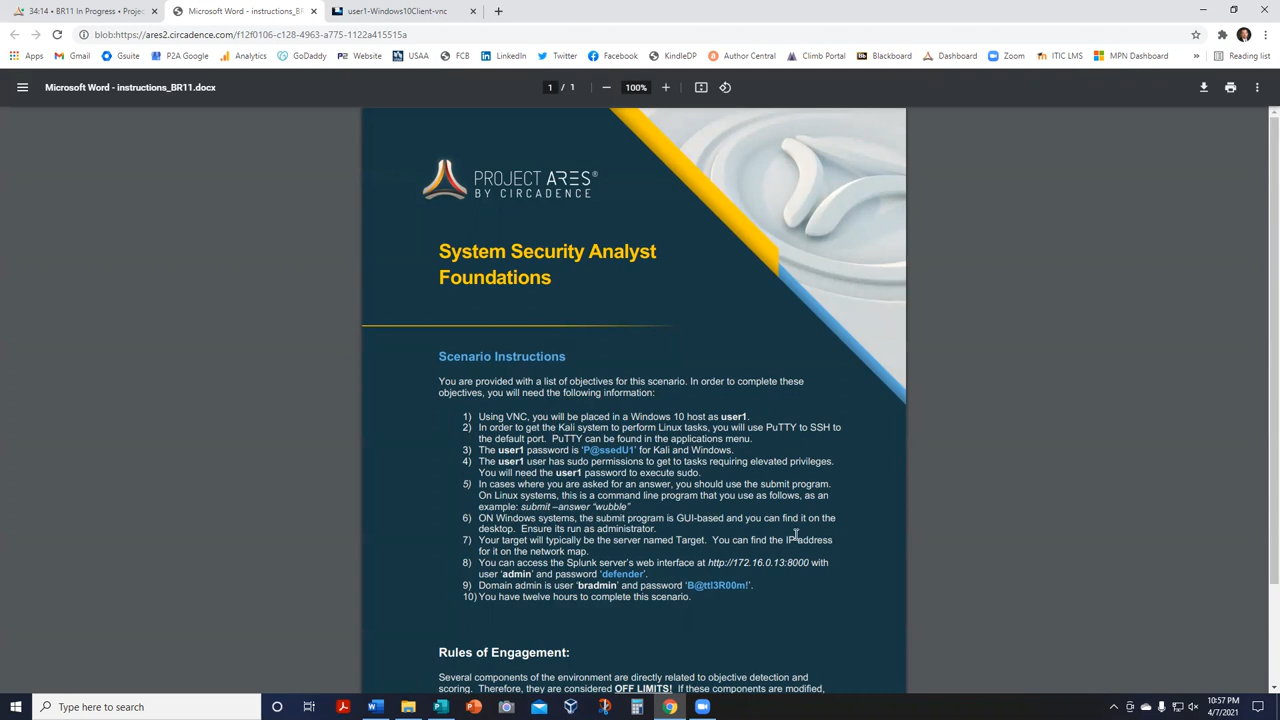 34:14 • BR11 In Progress • Project
Microsoft Word - instructions_BR
user1-Windows10Client-vnc
blob:https://ares2.circadence.com/f12f0106-c128-4963-a775-1122a415515a
Apps Gmail Gsuite P2A Google Analytics GoDaddy Website USAA FCB LinkedIn Twitter Facebook KindleDP Author Central Climb Portal Blackboard Dashboard Zoom ITIC LMS MPN Dashboard » Reading list
Microsoft Word - instructions_BR11.docx
1 / 1
100%
PROJECT ARES®
BY CIRCADENCE
System Security Analyst
Foundations
Scenario Instructions
You are provided with a list of objectives for this scenario. In order to complete these
objectives, you will need the following information:
1) Using VNC, you will be placed in a Windows 10 host as user1.
2) In order to get the Kali system to perform Linux tasks, you will use PuTTY to SSH to
the default port. PuTTY can be found in the applications menu.
3) The user1 password is 'P@ssedU1' for Kali and Windows.
4) The user1 user has sudo permissions to get to tasks requiring elevated privileges.
You will need the user1 password to execute sudo.
5) In cases where you are asked for an answer, you should use the submit program.
On Linux systems, this is a command line program that you use as follows, as an
example: submit –answer "wubble"
6) ON Windows systems, the submit program is GUI-based and you can find it on the
desktop. Ensure its run as administrator.
7) Your target will typically be the server named Target. You can find the IP address
for it on the network map.
8) You can access the Splunk server's web interface at http://172.16.0.13:8000 with
user 'admin' and password 'defender'.
9) Domain admin is user 'bradmin' and password 'B@ttl3R00m!'.
10) You have twelve hours to complete this scenario.
Rules of Engagement:
Several components of the environment are directly related to objective detection and
scoring. Therefore, they are considered OFF LIMITS! If these components are modified,
Type here to search
10:57 PM
4/7/2021